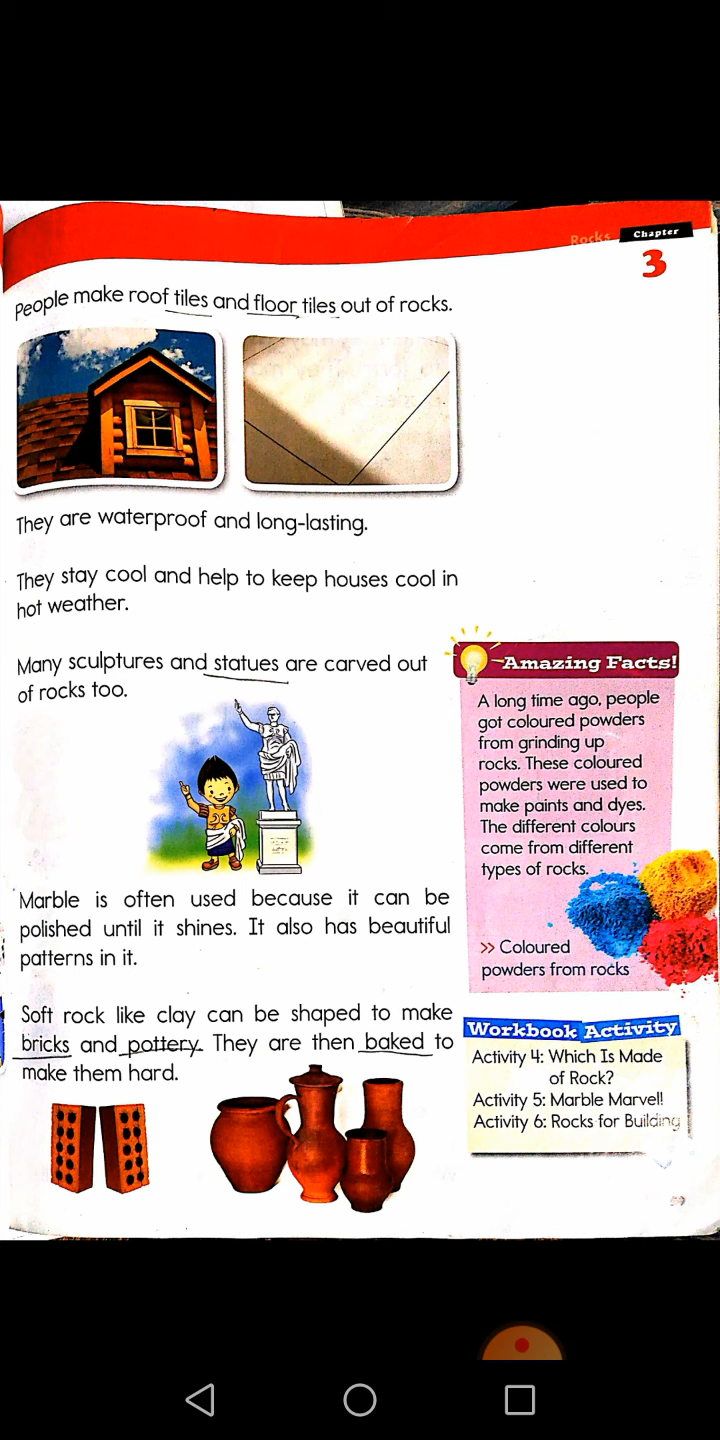 Rocks
Chapter
3
People make roof tiles and floor tiles out of rocks.
They are waterproof and long-lasting.
They stay cool and help to keep houses cool in
hot weather.
Many sculptures and statues are carved out
of rocks too.
Marble is often used because it can be
polished until it shines. It also has beautiful
patterns in it.
Soft rock like clay can be shaped to make
bricks and pottery. They are then baked to
make them hard.
Amazing Facts!
A long time ago, people
got coloured powders
from grinding up
rocks. These coloured
powders were used to
make paints and dyes.
The different colours
come from different
types of rocks.
>> Coloured
powders from rocks
Workbook Activity
Activity 4: Which Is Made
of Rock?
Activity 5: Marble Marvel!
Activity 6: Rocks for Building